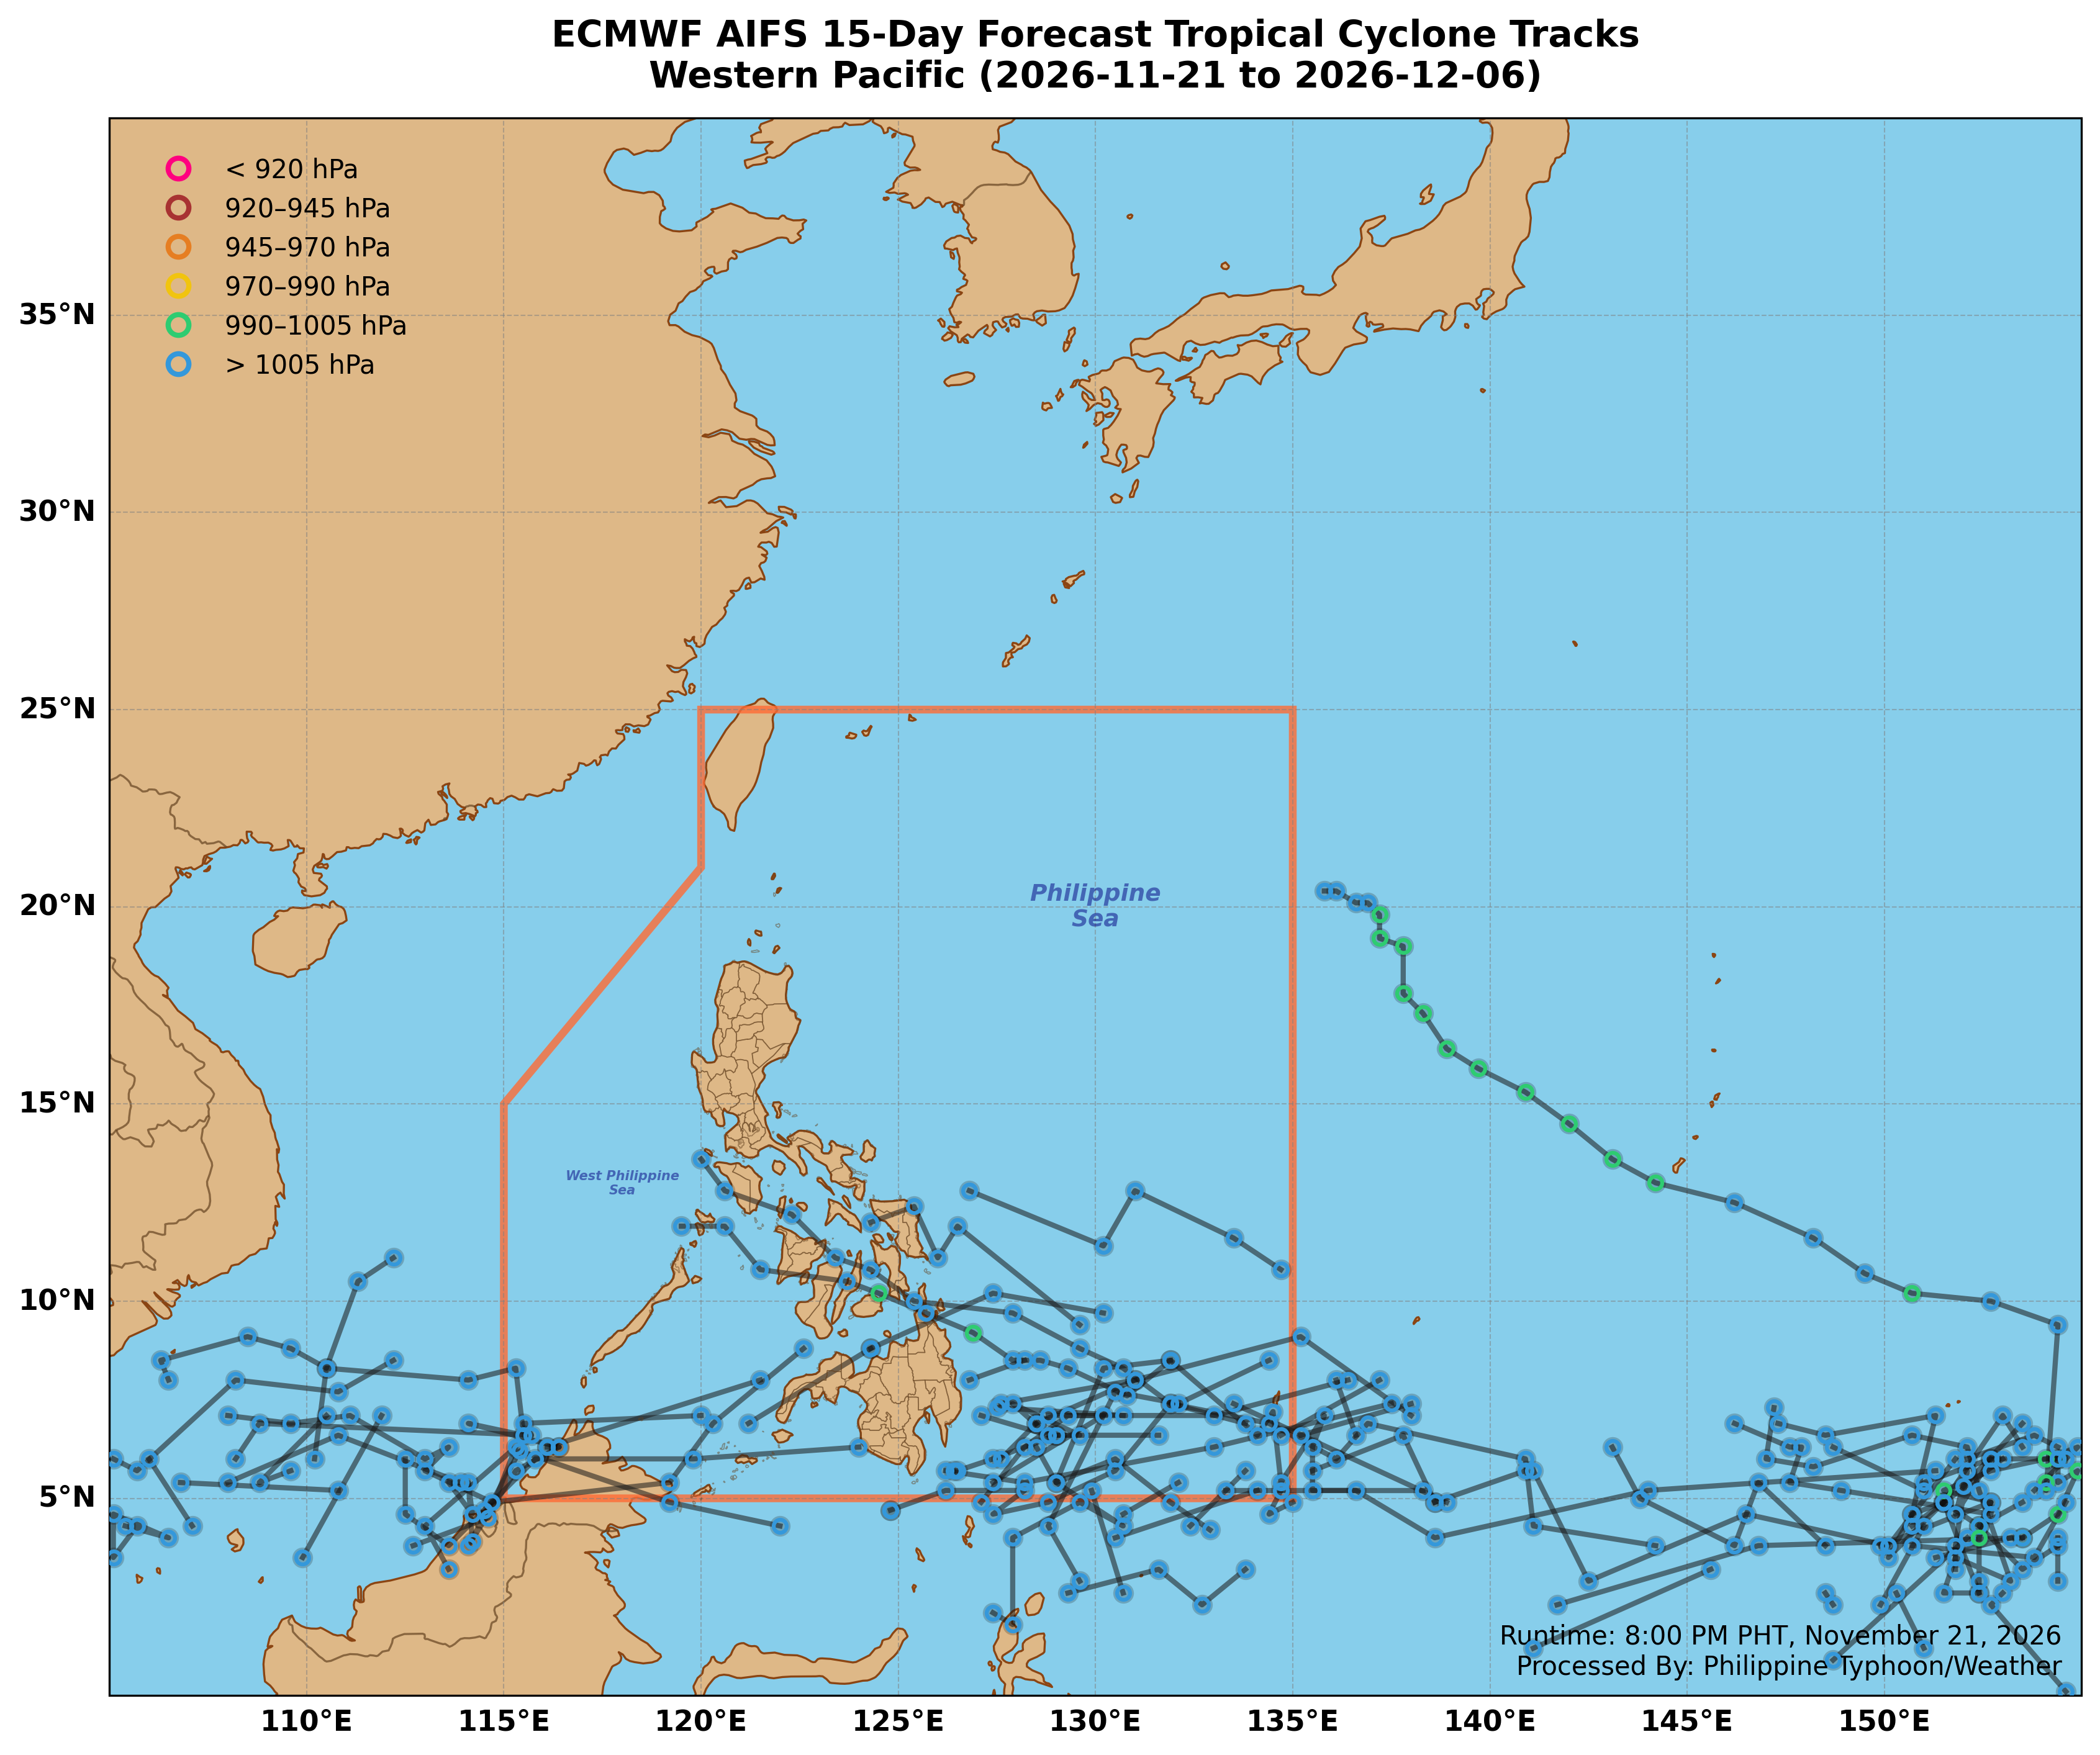 ECMWF AIFS 15-Day Forecast Tropical Cyclone Tracks
Western Pacific (2026-11-21 to 2026-12-06)
< 920 hPa
920–945 hPa
945–970 hPa
970–990 hPa
990–1005 hPa
> 1005 hPa
35°N
30°N
25°N
20°N
15°N
10°N
5°N
Philippine
Sea
West Philippine
Sea
Runtime: 8:00 PM PHT, November 21, 2026
Processed By: Philippine Typhoon/Weather
110°E
115°E
120°E
125°E
130°E
135°E
140°E
145°E
150°E